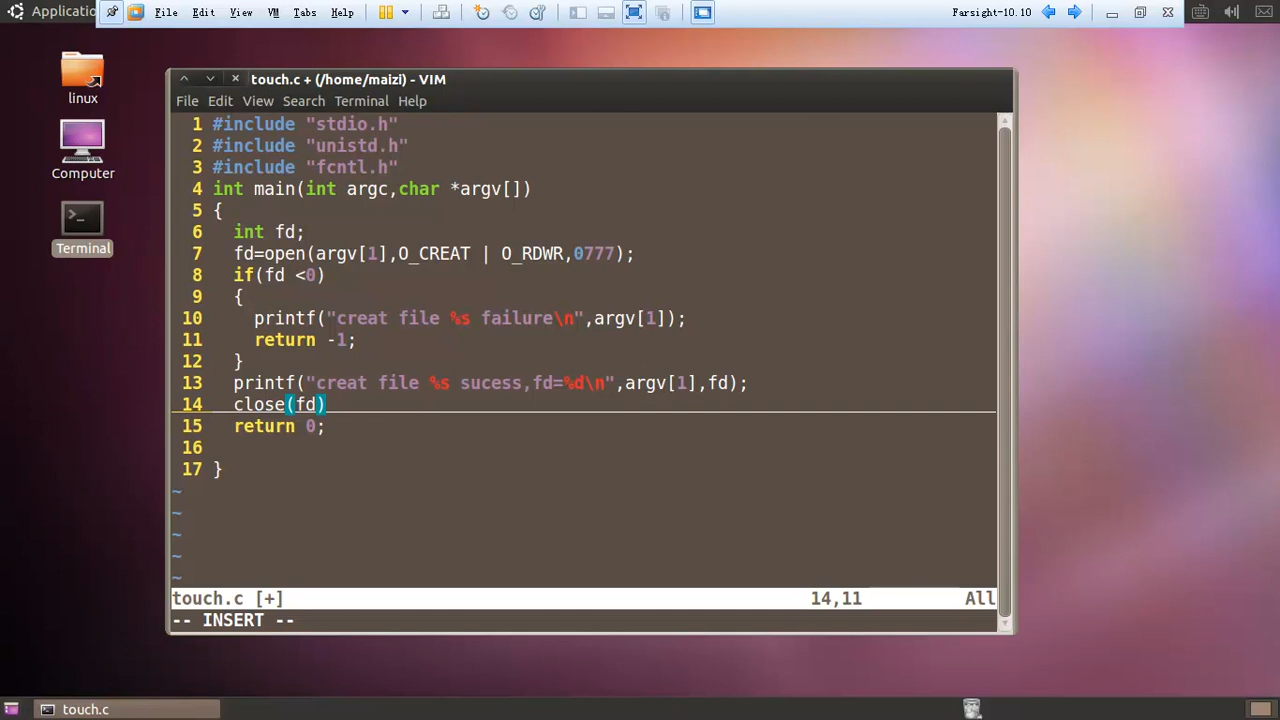 Applicatio
File Edit View VM Tabs Help
Farsight-10.10
linux
Computer
Terminal
touch.c + (/home/maizi) - VIM
File Edit View Search Terminal Help
1 #include "stdio.h"
2 #include "unistd.h"
3 #include "fcntl.h"
4 int main(int argc,char *argv[])
5 {
6   int fd;
7   fd=open(argv[1],O_CREAT | O_RDWR,0777);
8   if(fd <0)
9   {
10     printf("creat file %s failure\n",argv[1]);
11     return -1;
12   }
13   printf("creat file %s sucess,fd=%d\n",argv[1],fd);
14   close(fd)
15   return 0;
16
17 }
~
~
~
~
~
touch.c [+] 14,11 All
-- INSERT --
touch.c